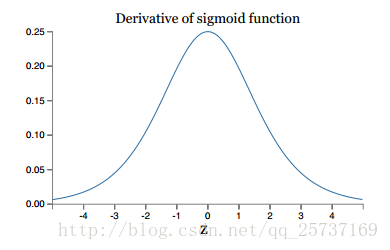 Derivative of sigmoid function
0.25
0.20
0.15
0.10
0.05
0.00
-4 -3 -2 -1 0 1 2 3 4
Z
http://blog.csdn.net/qq_25737169